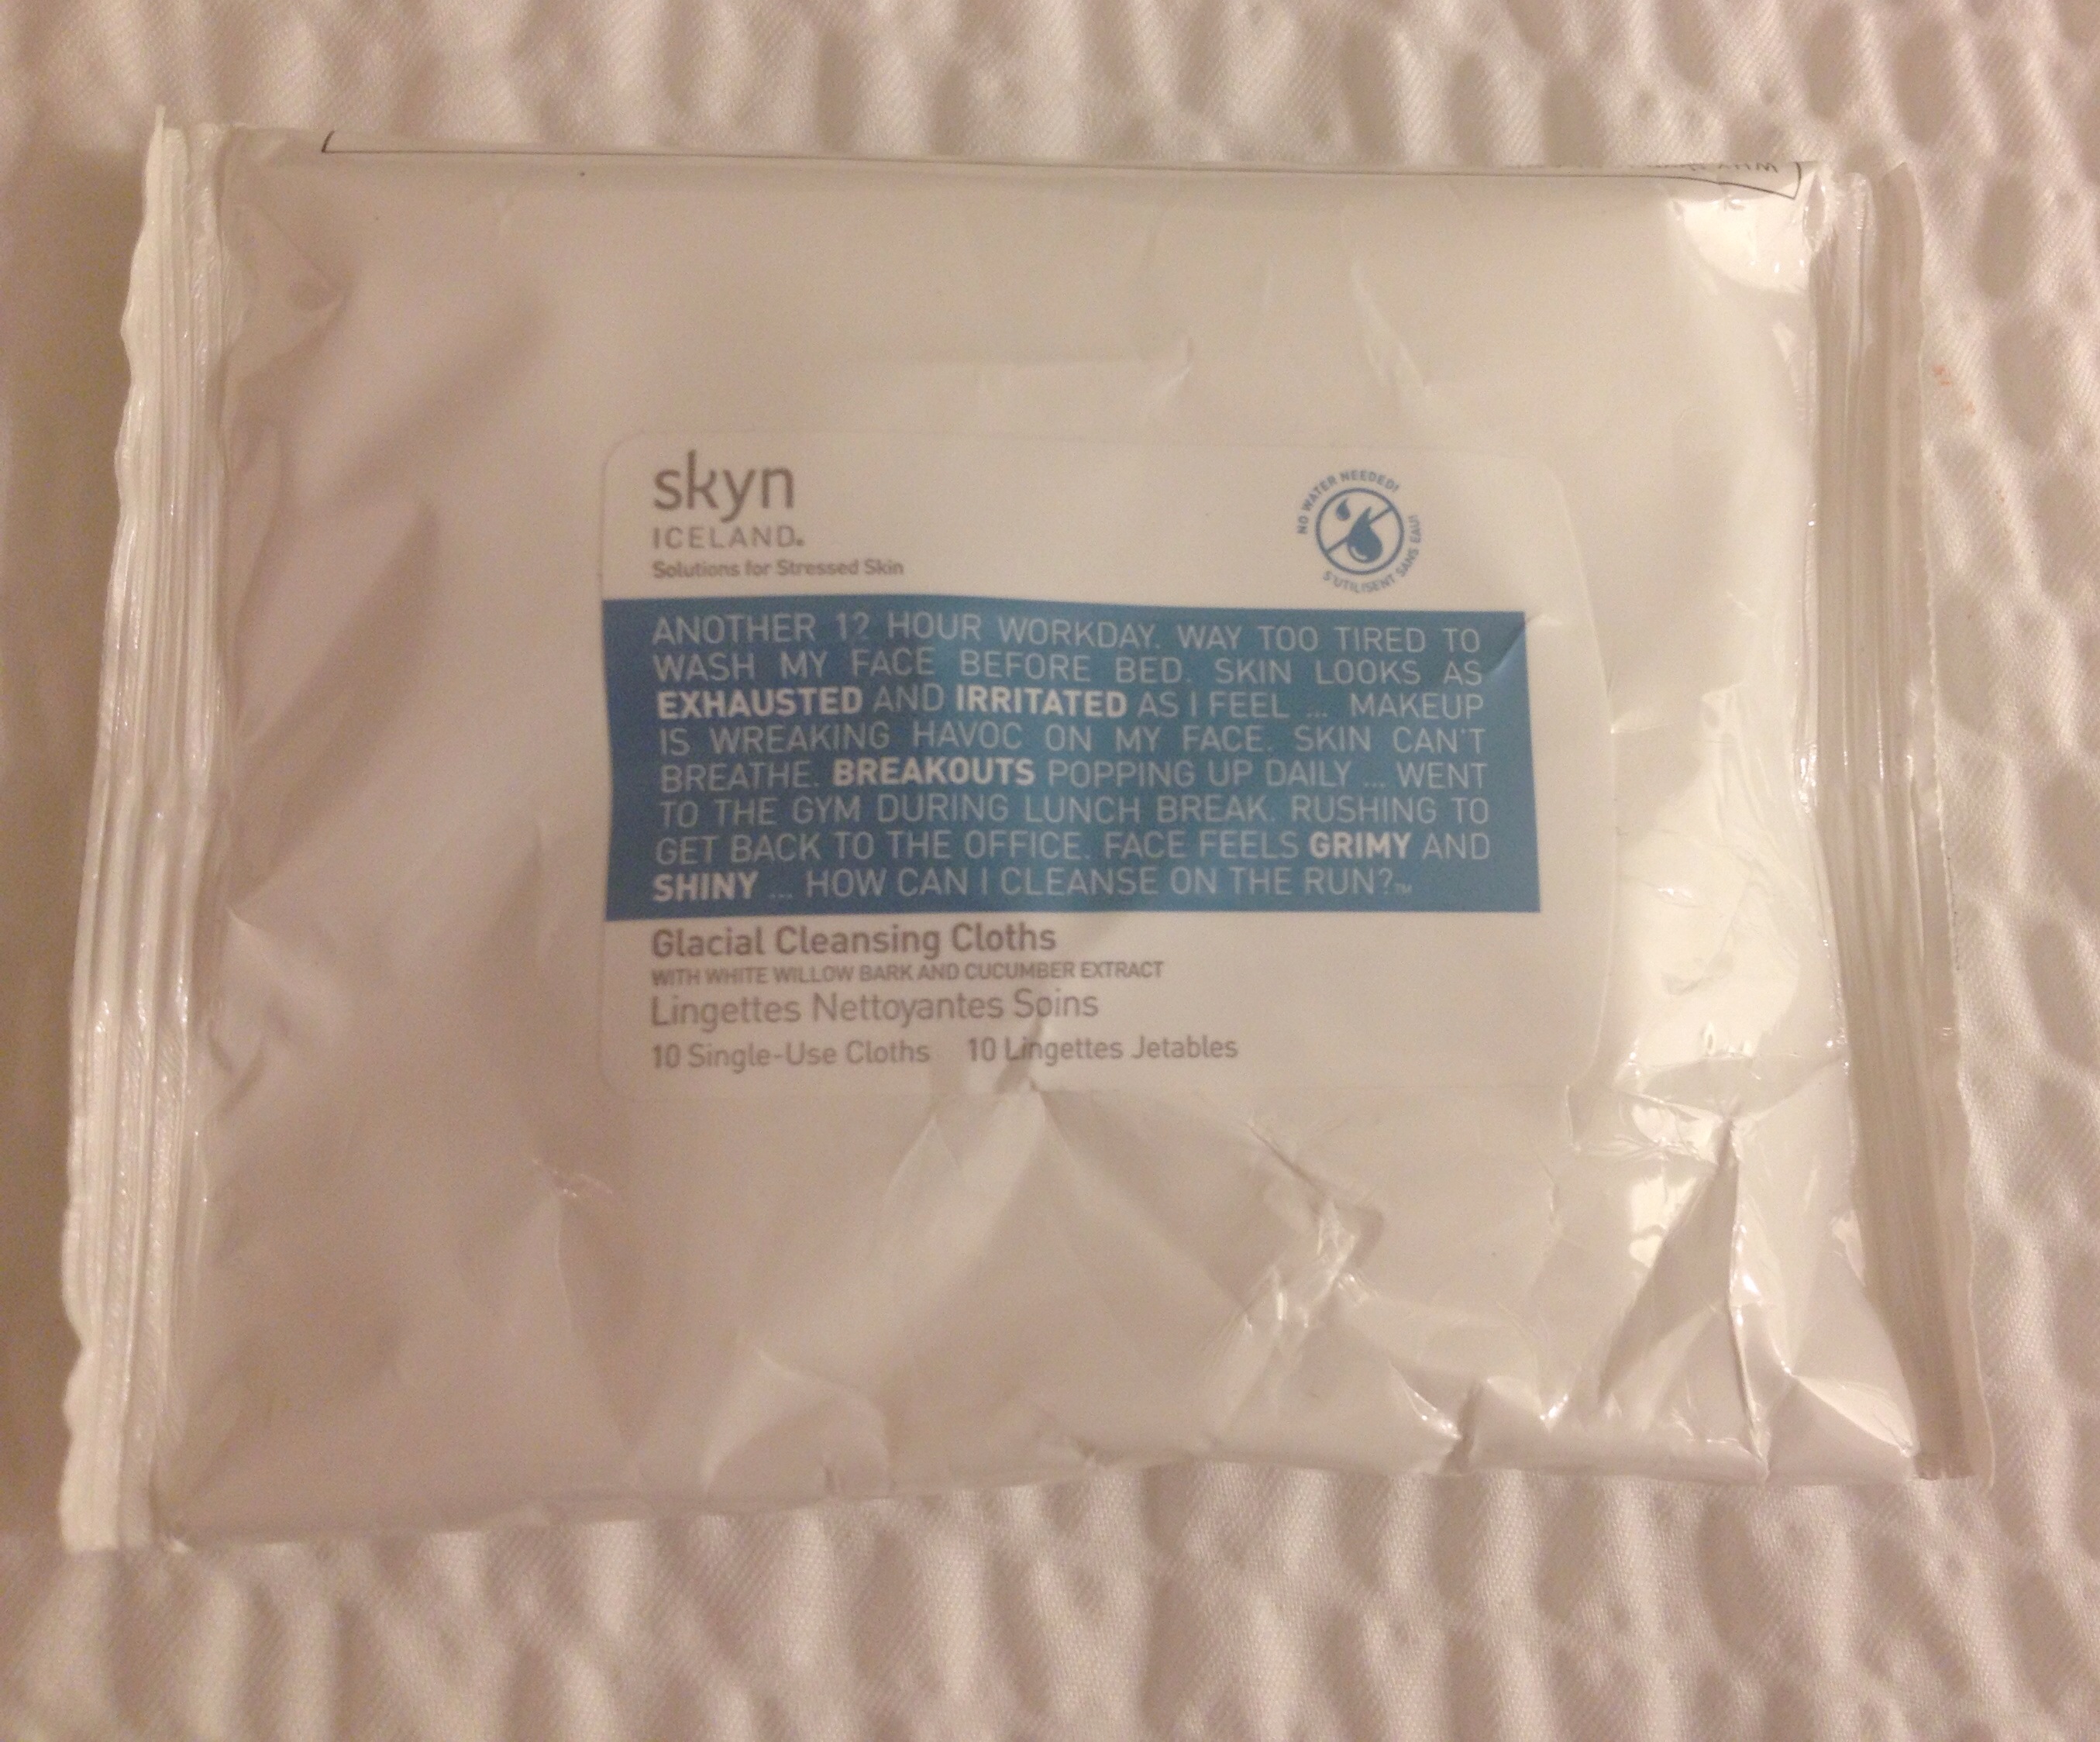 skyn
ICELAND®
Solutions for Stressed Skin
NO WATER NEEDED!
S'UTILISENT SANS EAU!
ANOTHER 12 HOUR WORKDAY. WAY TOO TIRED TO
WASH MY FACE BEFORE BED. SKIN LOOKS AS
EXHAUSTED AND IRRITATED AS I FEEL ... MAKEUP
IS WREAKING HAVOC ON MY FACE. SKIN CAN'T
BREATHE. BREAKOUTS POPPING UP DAILY ... WENT
TO THE GYM DURING LUNCH BREAK. RUSHING TO
GET BACK TO THE OFFICE. FACE FEELS GRIMY AND
SHINY ... HOW CAN I CLEANSE ON THE RUN?™
Glacial Cleansing Cloths
WITH WHITE WILLOW BARK AND CUCUMBER EXTRACT
Lingettes Nettoyantes Soins
10 Single-Use Cloths 10 Lingettes Jetables